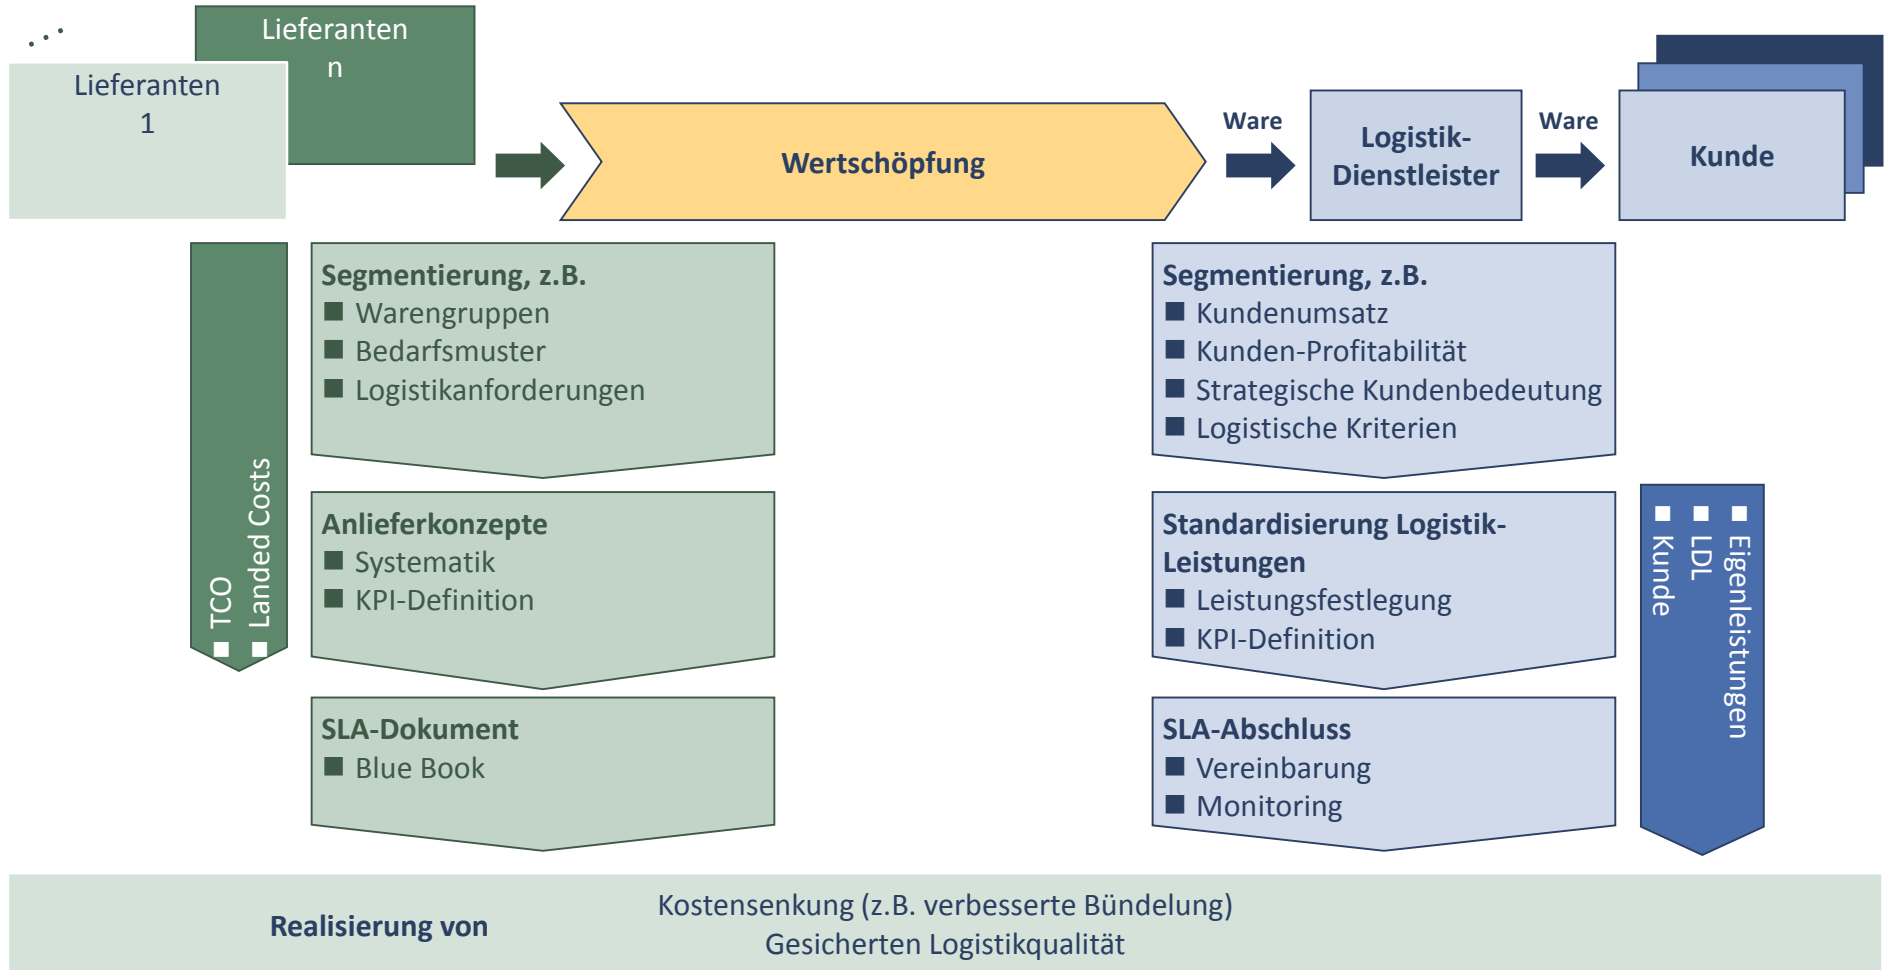 ...
Lieferanten
n
Lieferanten
1
Wertschöpfung
Ware
Logistik-
Dienstleister
Ware
Kunde
Segmentierung, z.B.
Warengruppen
Bedarfsmuster
Logistikanforderungen
TCO
Landed Costs
Anlieferkonzepte
Systematik
KPI-Definition
SLA-Dokument
Blue Book
Segmentierung, z.B.
Kundenumsatz
Kunden-Profitabilität
Strategische Kundenbedeutung
Logistische Kriterien
Standardisierung Logistik-
Leistungen
Leistungsfestlegung
KPI-Definition
SLA-Abschluss
Vereinbarung
Monitoring
Eigenleistungen
LDL
Kunde
Realisierung von
Kostensenkung (z.B. verbesserte Bündelung)
Gesicherten Logistikqualität